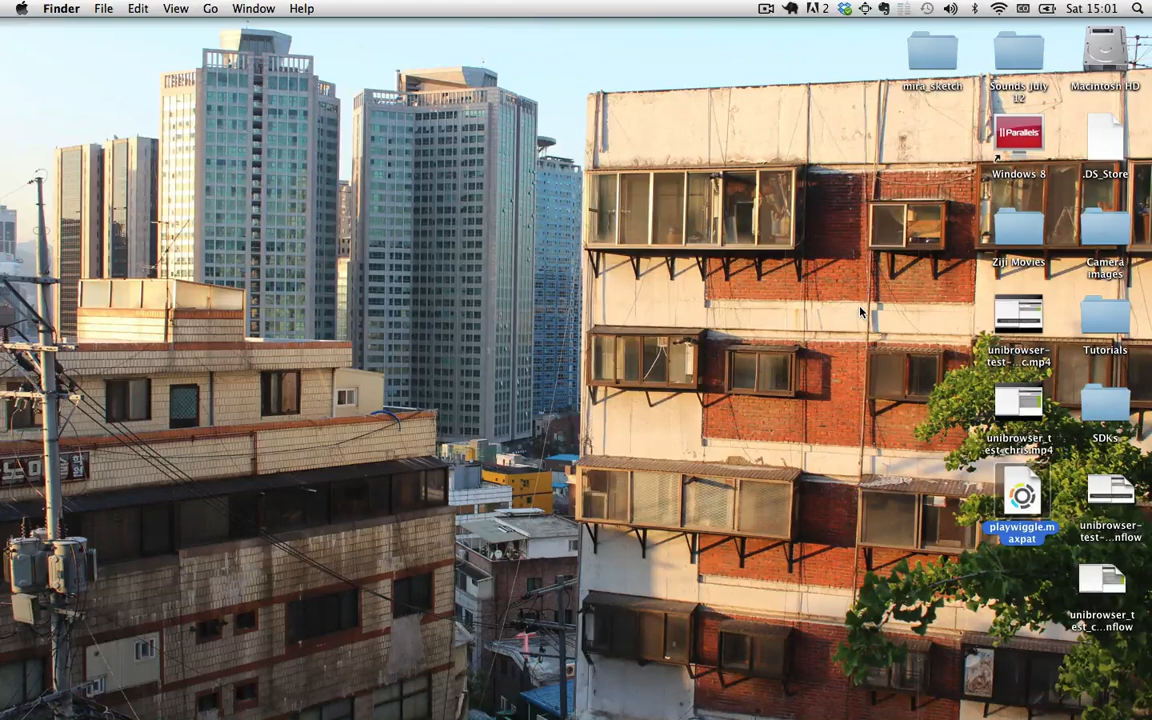 Finder File Edit View Go Window Help
2 Sat 15:01
mira_sketch
Sounds july
12
Macintosh HD
Parallels
Windows 8
.DS_Store
Ziji Movies
Camera
images
unibrowser-
test-...c.mp4
Tutorials
unibrowser_t
est_chris.mp4
SDKs
playwiggle.m
axpat
unibrowser-
test-...nflow
unibrowser_t
est_c...nflow